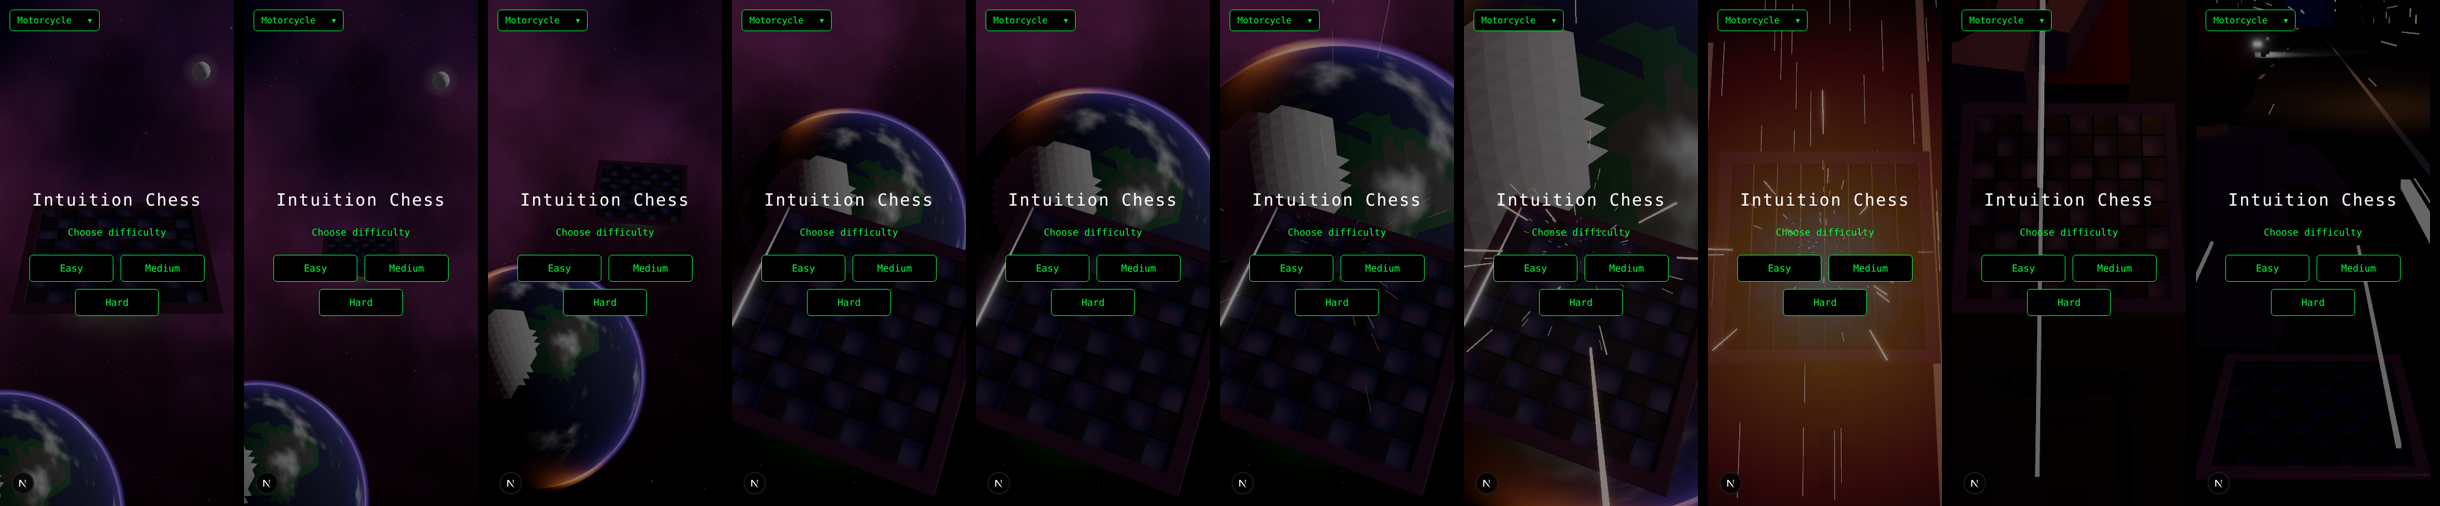 Motorcycle ▼
Intuition Chess
Choose difficulty
Easy
Medium
Hard
N
Motorcycle ▼
Intuition Chess
Choose difficulty
Easy
Medium
Hard
N
Motorcycle ▼
Intuition Chess
Choose difficulty
Easy
Medium
Hard
N
Motorcycle ▼
Intuition Chess
Choose difficulty
Easy
Medium
Hard
N
Motorcycle ▼
Intuition Chess
Choose difficulty
Easy
Medium
Hard
N
Motorcycle ▼
Intuition Chess
Choose difficulty
Easy
Medium
Hard
N
Motorcycle ▼
Intuition Chess
Choose difficulty
Easy
Medium
Hard
N
Motorcycle ▼
Intuition Chess
Choose difficulty
Easy
Medium
Hard
N
Motorcycle ▼
Intuition Chess
Choose difficulty
Easy
Medium
Hard
N
Motorcycle ▼
Intuition Chess
Choose difficulty
Easy
Medium
Hard
N